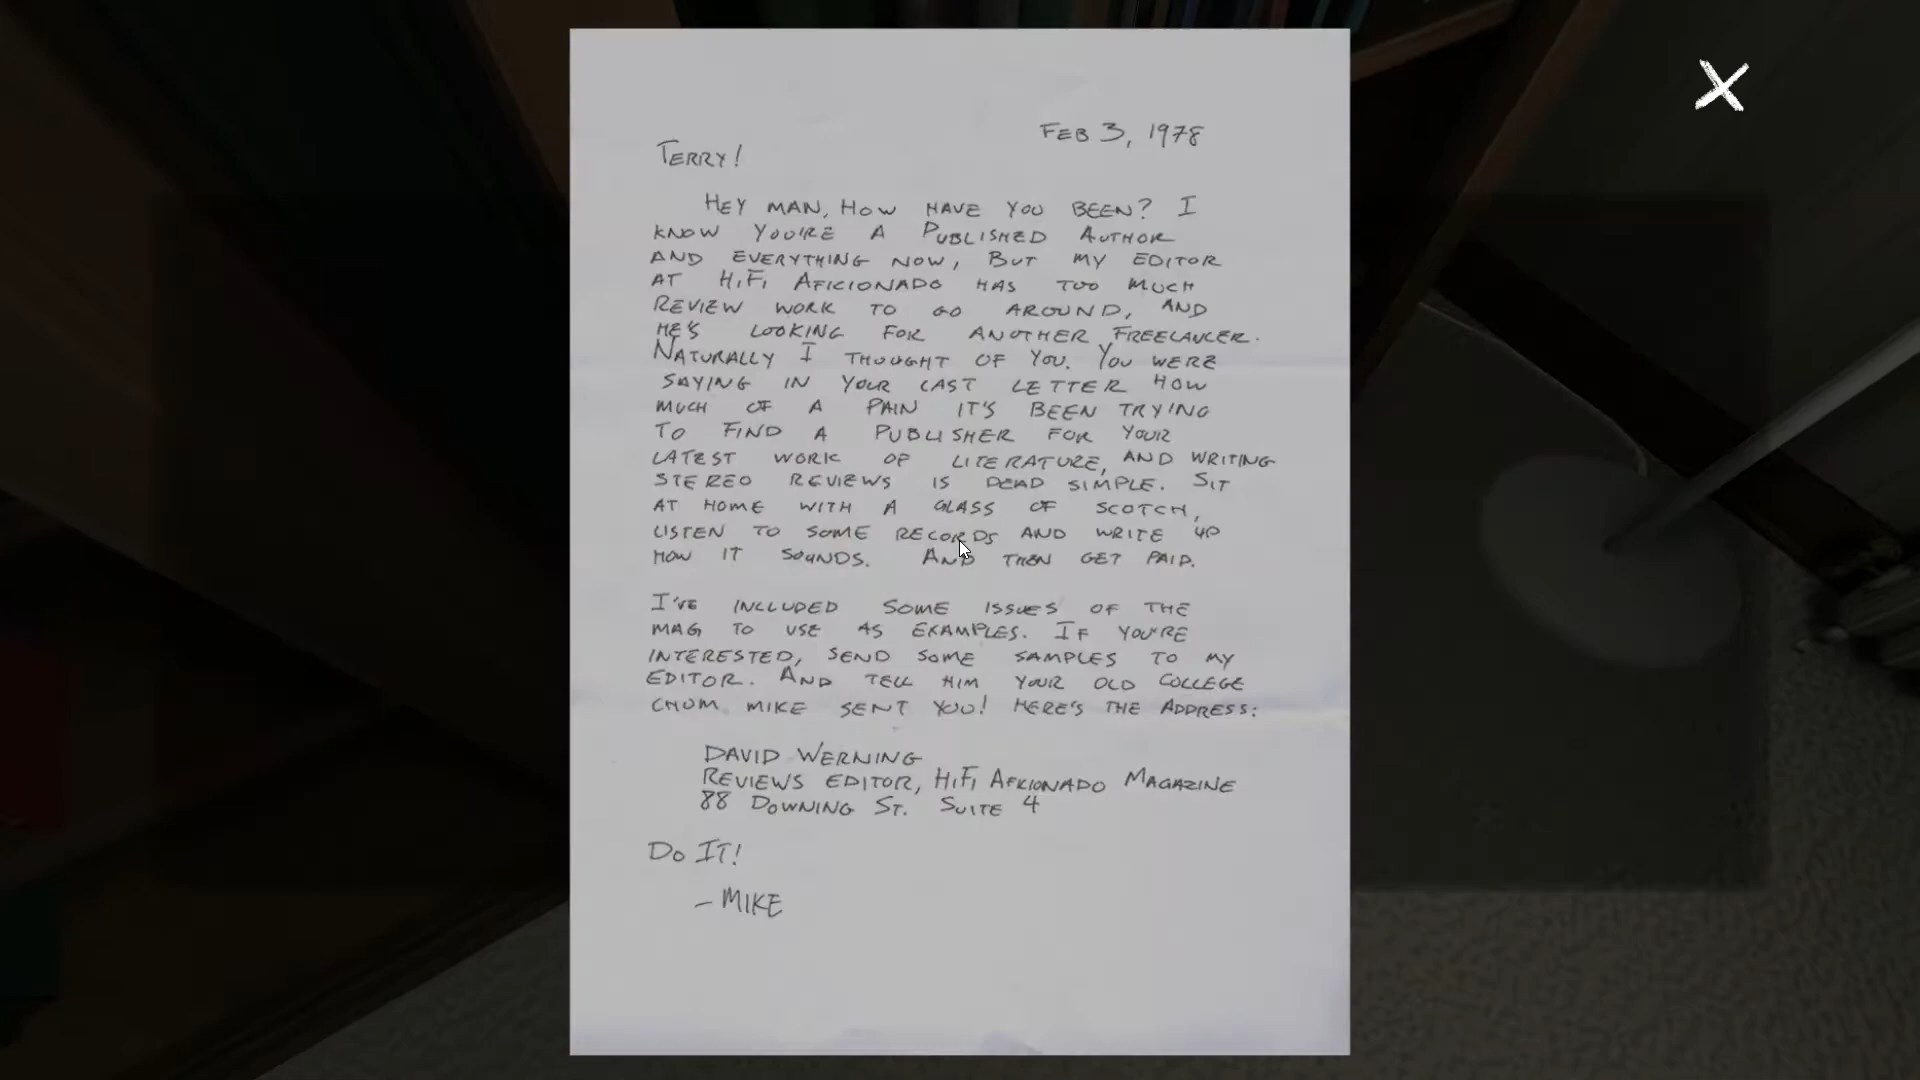 FEB 3, 1978
TERRY!
HEY MAN, HOW HAVE YOU BEEN? I
KNOW YOU'RE A PUBLISHED AUTHOR
AND EVERYTHING NOW, BUT MY EDITOR
AT HIFI AFICIONADO HAS TOO MUCH
REVIEW WORK TO GO AROUND, AND
HE'S LOOKING FOR ANOTHER FREELANCER.
NATURALLY I THOUGHT OF YOU. YOU WERE
SAYING IN YOUR LAST LETTER HOW
MUCH OF A PAIN IT'S BEEN TRYING
TO FIND A PUBLISHER FOR YOUR
LATEST WORK OF LITERATURE, AND WRITING
STEREO REVIEWS IS DEAD SIMPLE. SIT
AT HOME WITH A GLASS OF SCOTCH,
LISTEN TO SOME RECORDS AND WRITE UP
HOW IT SOUNDS. AND THEN GET PAID.
I'VE INCLUDED SOME ISSUES OF THE
MAG TO USE AS EXAMPLES. IF YOU'RE
INTERESTED, SEND SOME SAMPLES TO MY
EDITOR. AND TELL HIM YOUR OLD COLLEGE
CHUM MIKE SENT YOU! HERE'S THE ADDRESS:
DAVID WERNING
REVIEWS EDITOR, HIFI AFICIONADO MAGAZINE
88 DOWNING ST. SUITE 4
DO IT!
– MIKE